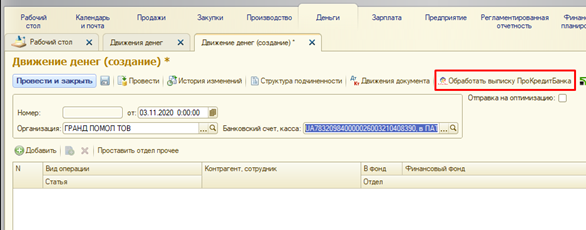 Рабочий стол
Календарь и почта
Продажи
Закупки
Производство
Деньги
Зарплата
Предприятие
Регламентированная отчетность
Рабочий стол
Движения денег
Движение денег (создание) *
Движение денег (создание) *
Провести и закрыть
Провести
История изменений
Структура подчиненности
Движения документа
Обработать выписку ПроКредитБанка
Отправка на оптимизацию:
Номер:
от: 03.11.2020 0:00:00
Организация: ГРАНД ПОМОЛ ТОВ
Банковский счет, касса:
Добавить
Проставить отдел прочее
N
Вид операции
Контрагент, сотрудник
В фонд
Финансовый фонд
Статья
Отдел